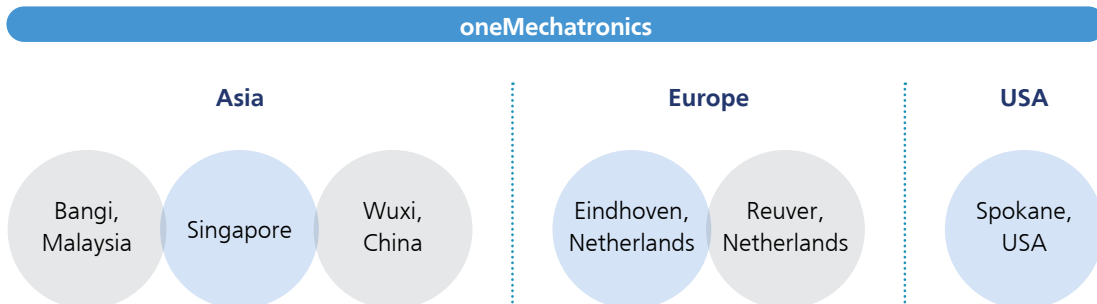 oneMechatronics
Asia
Europe
USA
Bangi,
Malaysia
Singapore
Wuxi,
China
Eindhoven,
Netherlands
Reuver,
Netherlands
Spokane,
USA